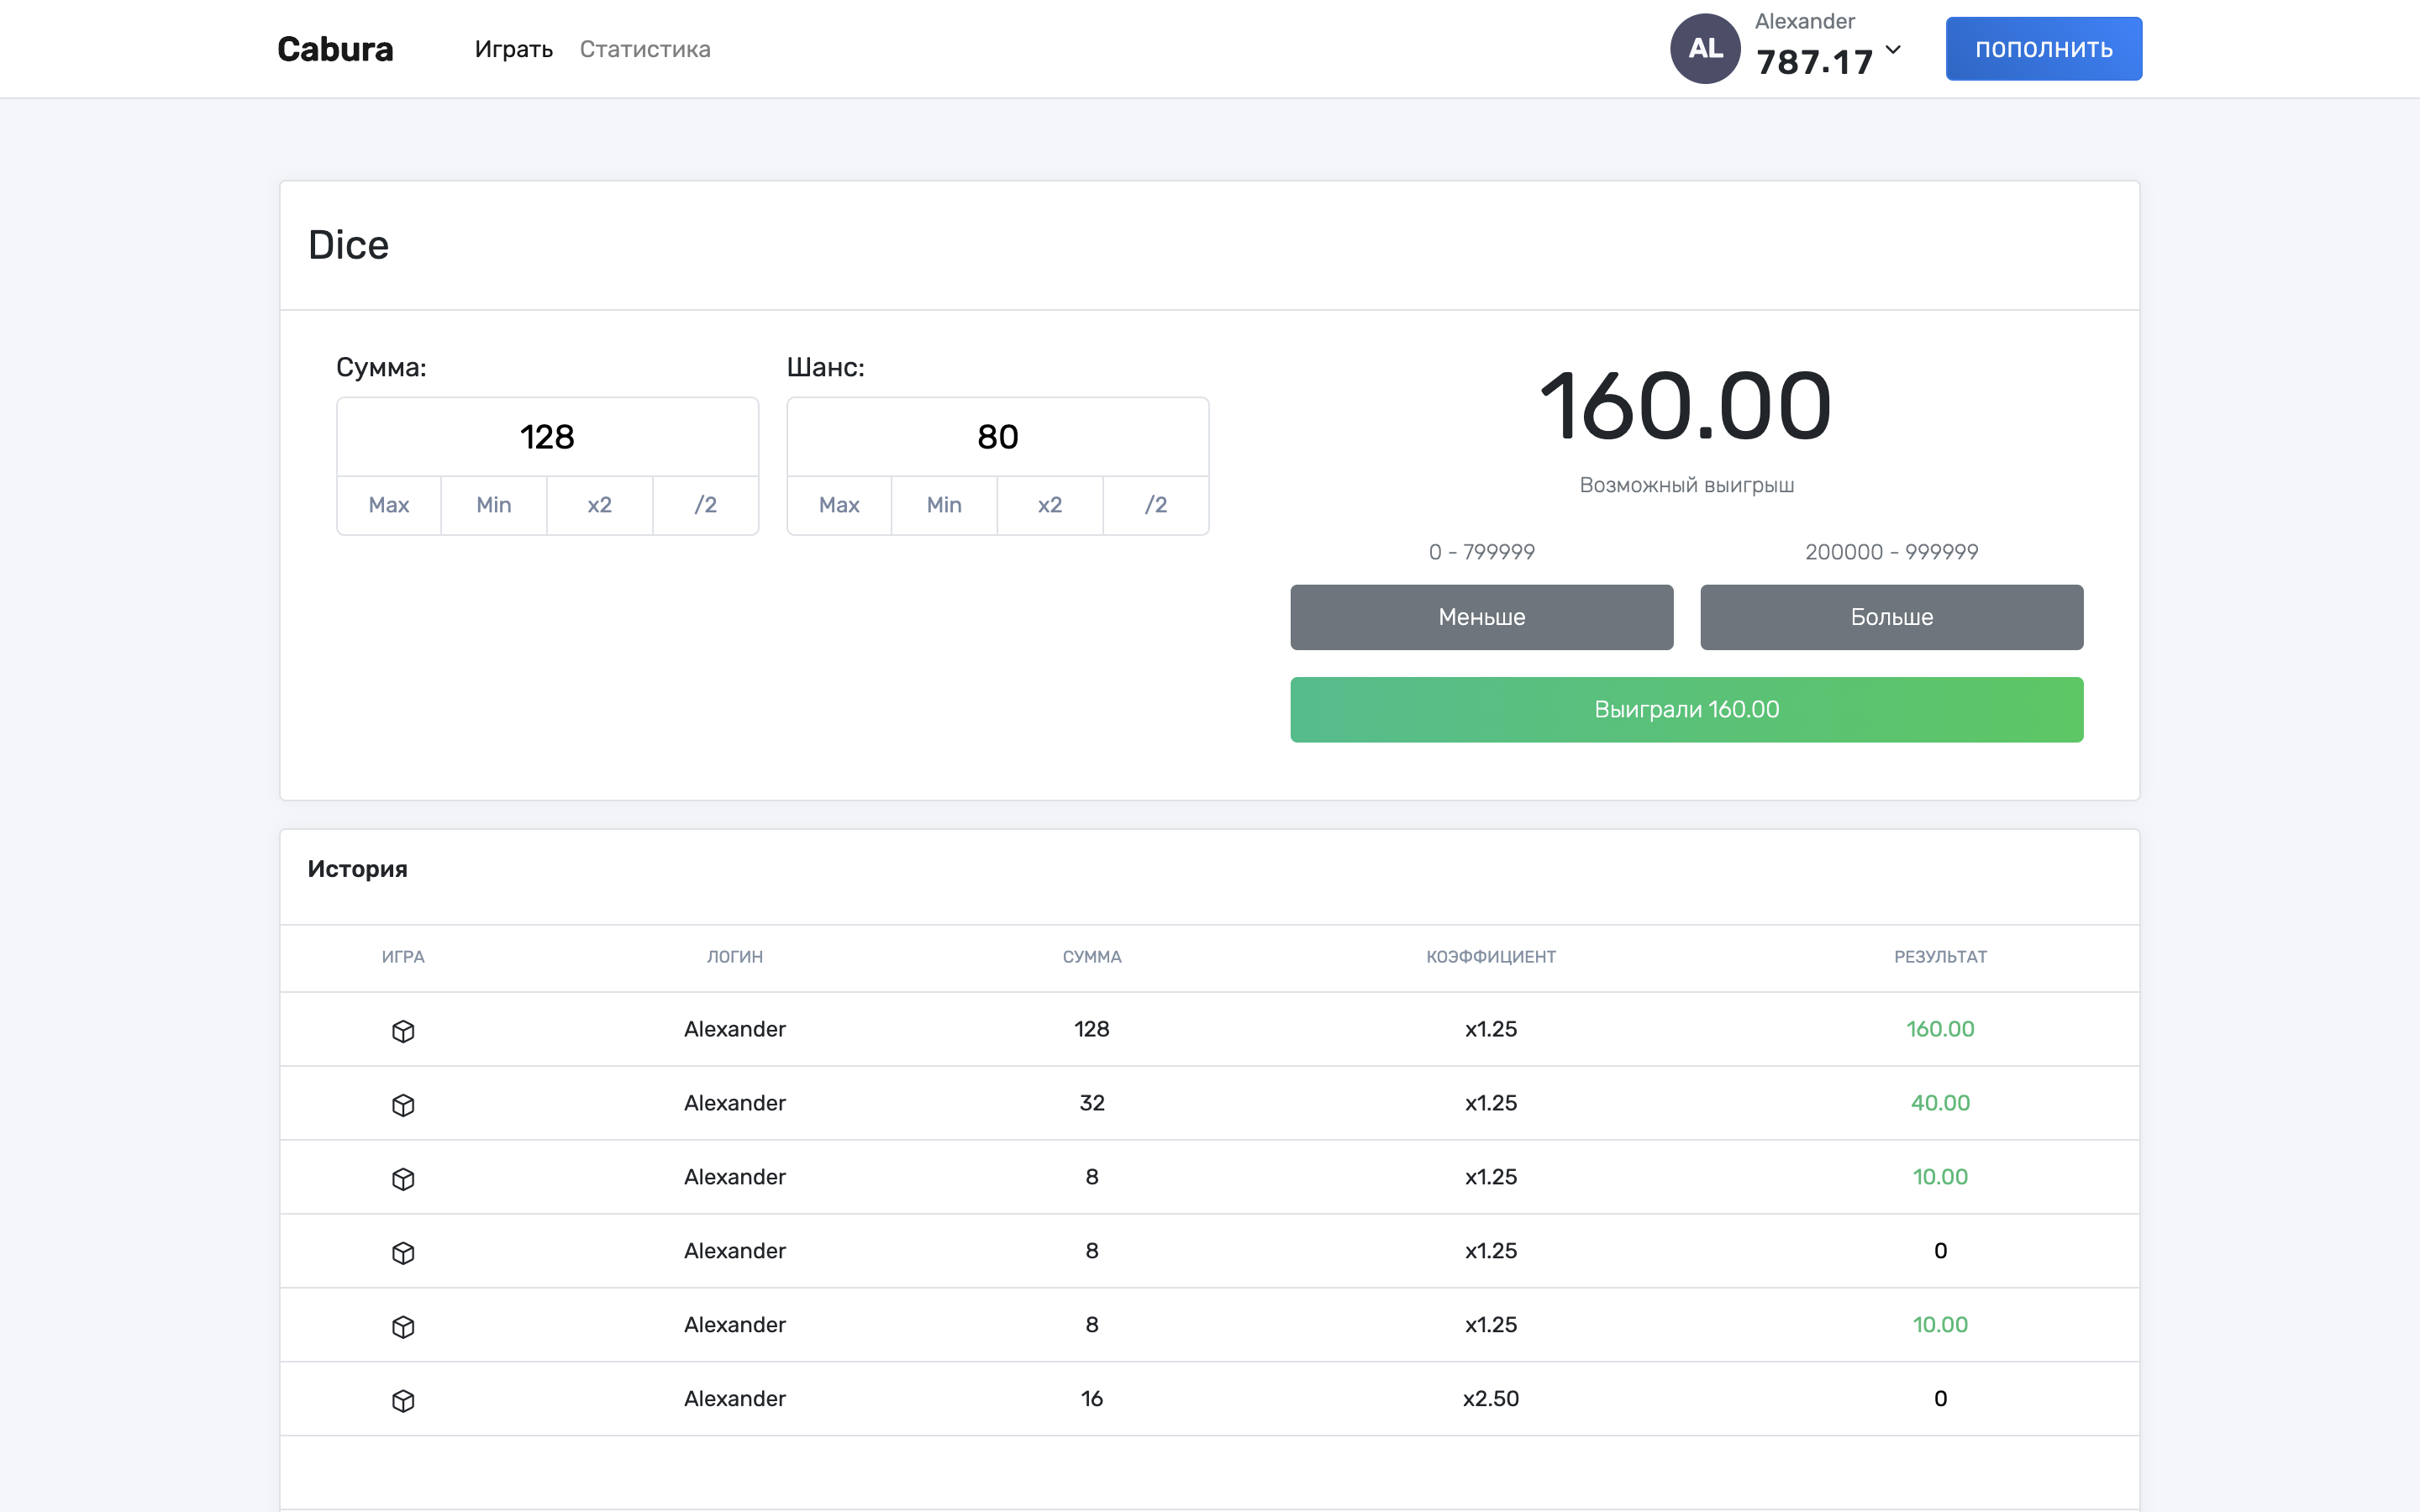 Cabura Играть Статистика AL Alexander 787.17 ПОПОЛНИТЬ
Dice
Сумма: Шанс:
128 80
Max Min x2 /2 Max Min x2 /2
160.00
Возможный выигрыш
0 - 799999 200000 - 999999
Меньше Больше
Выиграли 160.00
История
ИГРА ЛОГИН СУММА КОЭФФИЦИЕНТ РЕЗУЛЬТАТ
Alexander 128 x1.25 160.00
Alexander 32 x1.25 40.00
Alexander 8 x1.25 10.00
Alexander 8 x1.25 0
Alexander 8 x1.25 10.00
Alexander 16 x2.50 0